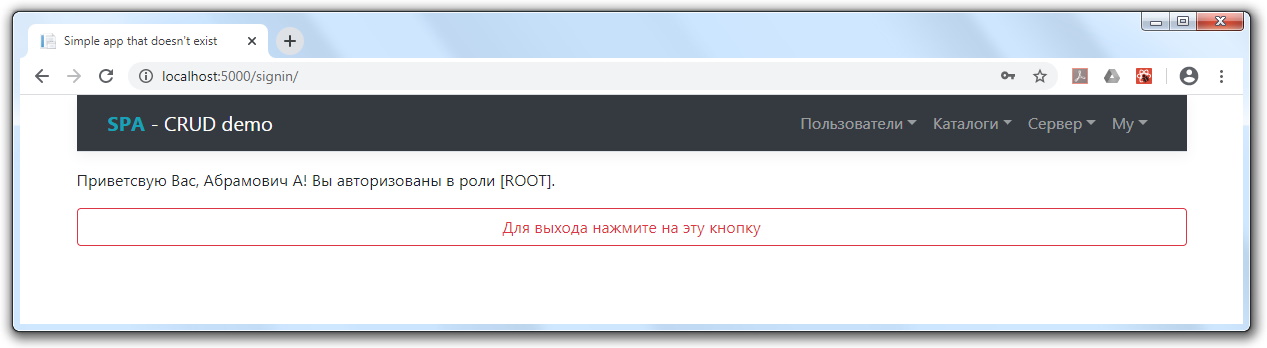 Simple app that doesn't exist
localhost:5000/signin/
SPA - CRUD demo Пользователи Каталоги Сервер My
Приветсвую Вас, Абрамович А! Вы авторизованы в роли [ROOT].
Для выхода нажмите на эту кнопку